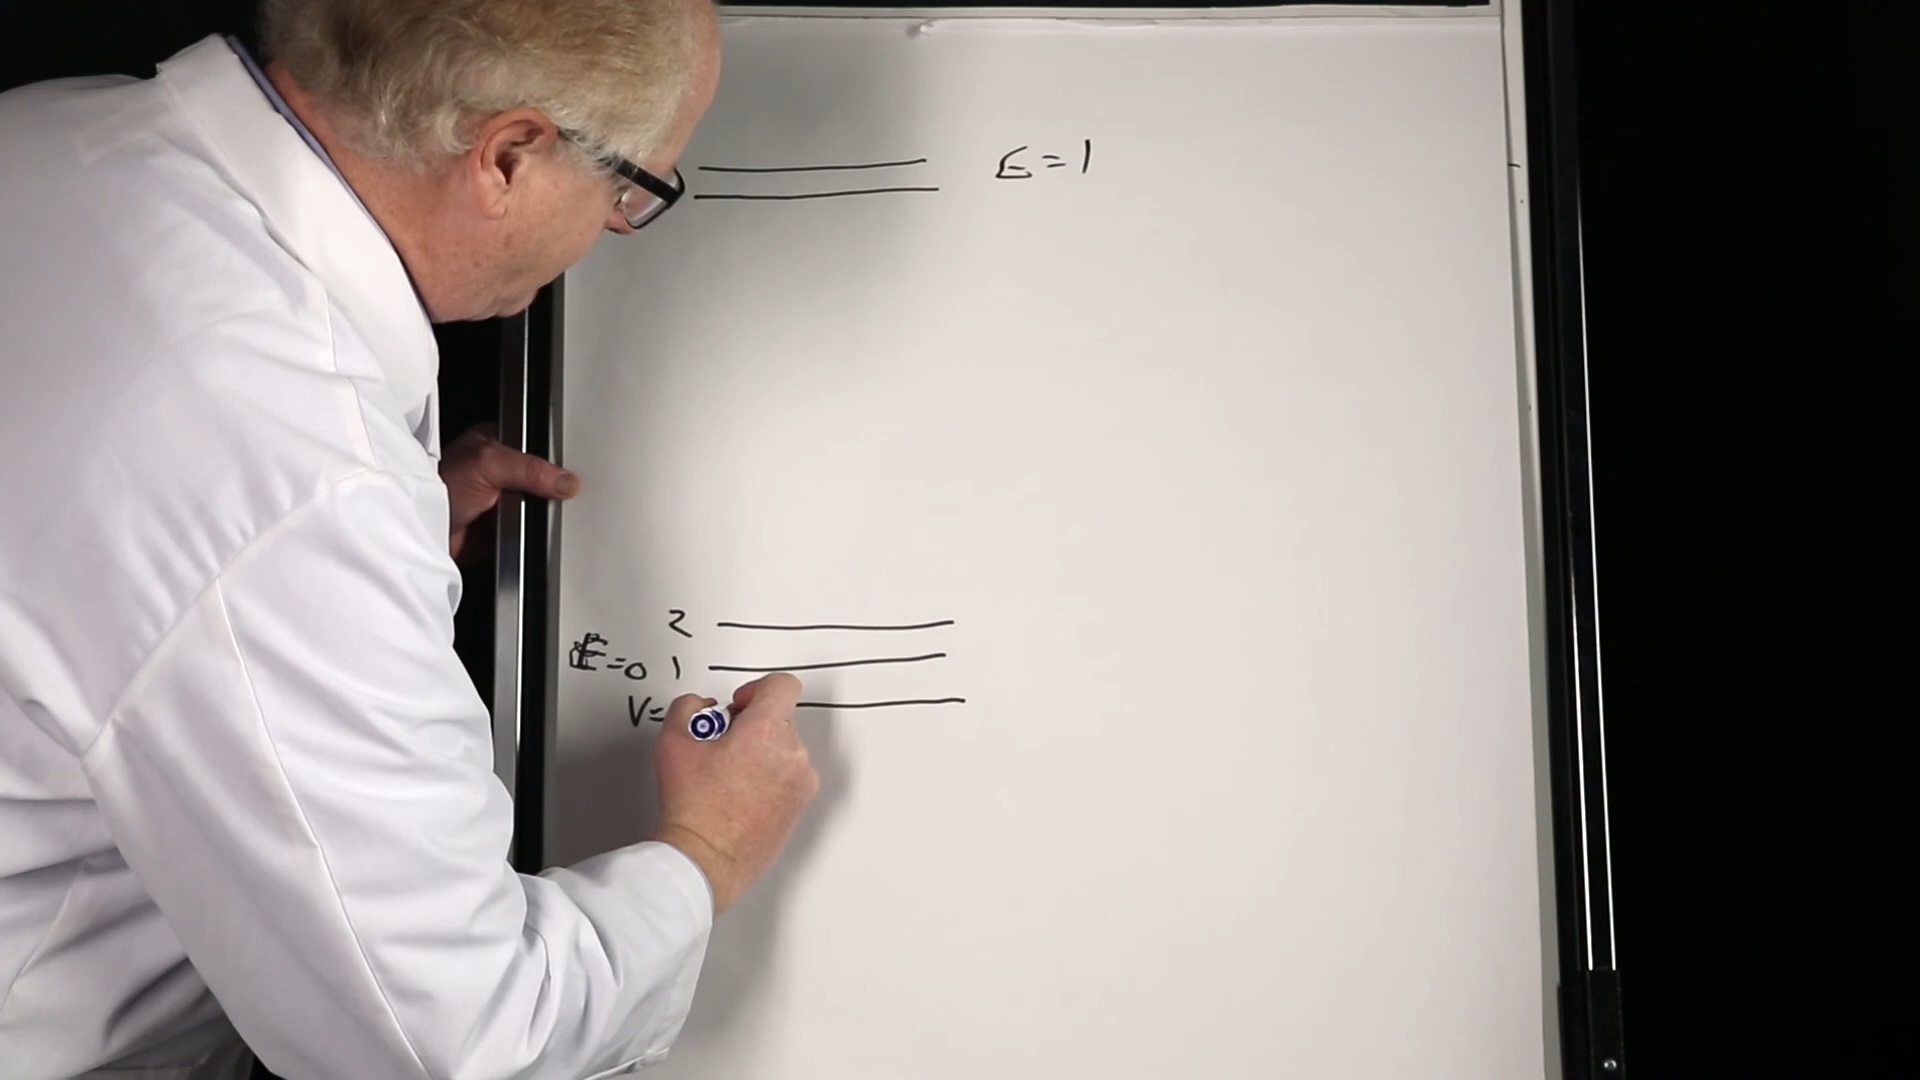 E = 1
2
E = 0 1
V =